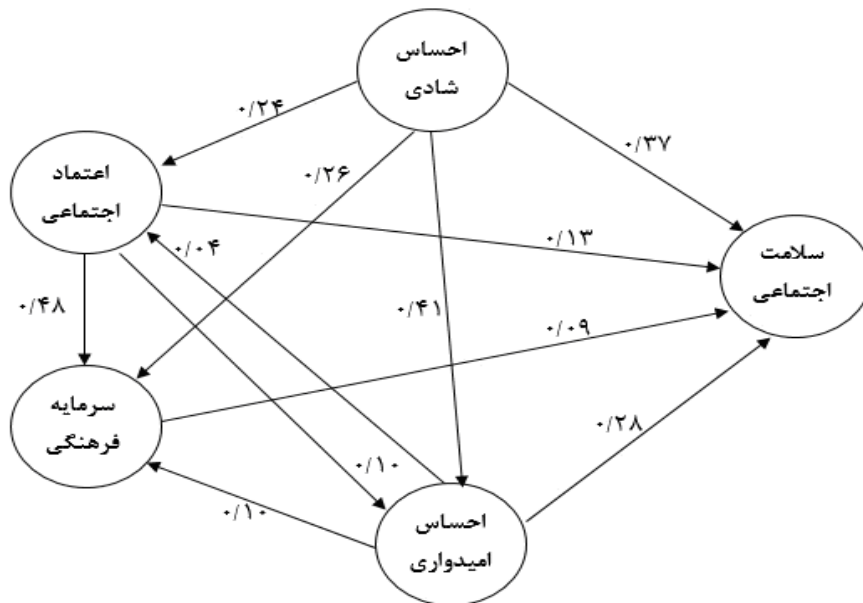 احساس
شادی
۰/۲۴
۰/۳۷
۰/۲۶
اعتماد
اجتماعی
۰/۰۴
۰/۱۳
سلامت
اجتماعی
۰/۴۸
۰/۴۱
۰/۰۹
سرمایه
فرهنگی
۰/۲۸
۰/۱۰
۰/۱۰
احساس
امیدواری